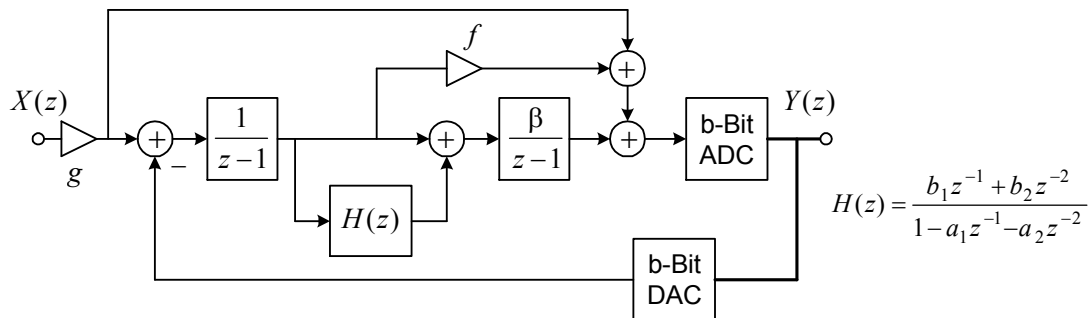 f
X(z)
g
+
−
1
z−1
+
β
z−1
+
+
b-Bit
ADC
Y(z)
H(z)
H(z) = b₁z⁻¹ + b₂z⁻² / 1 − a₁z⁻¹ − a₂z⁻²
b-Bit
DAC